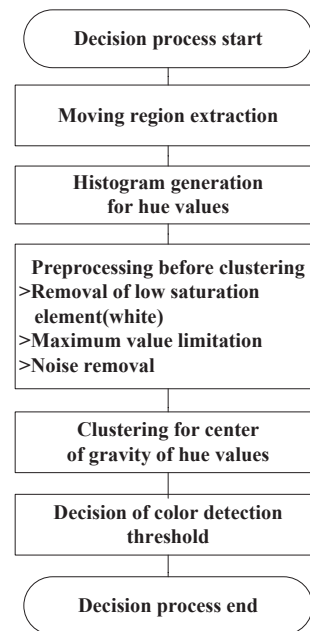 Decision process start
Moving region extraction
Histogram generation
for hue values
Preprocessing before clustering
>Removal of low saturation
element(white)
>Maximum value limitation
>Noise removal
Clustering for center
of gravity of hue values
Decision of color detection
threshold
Decision process end